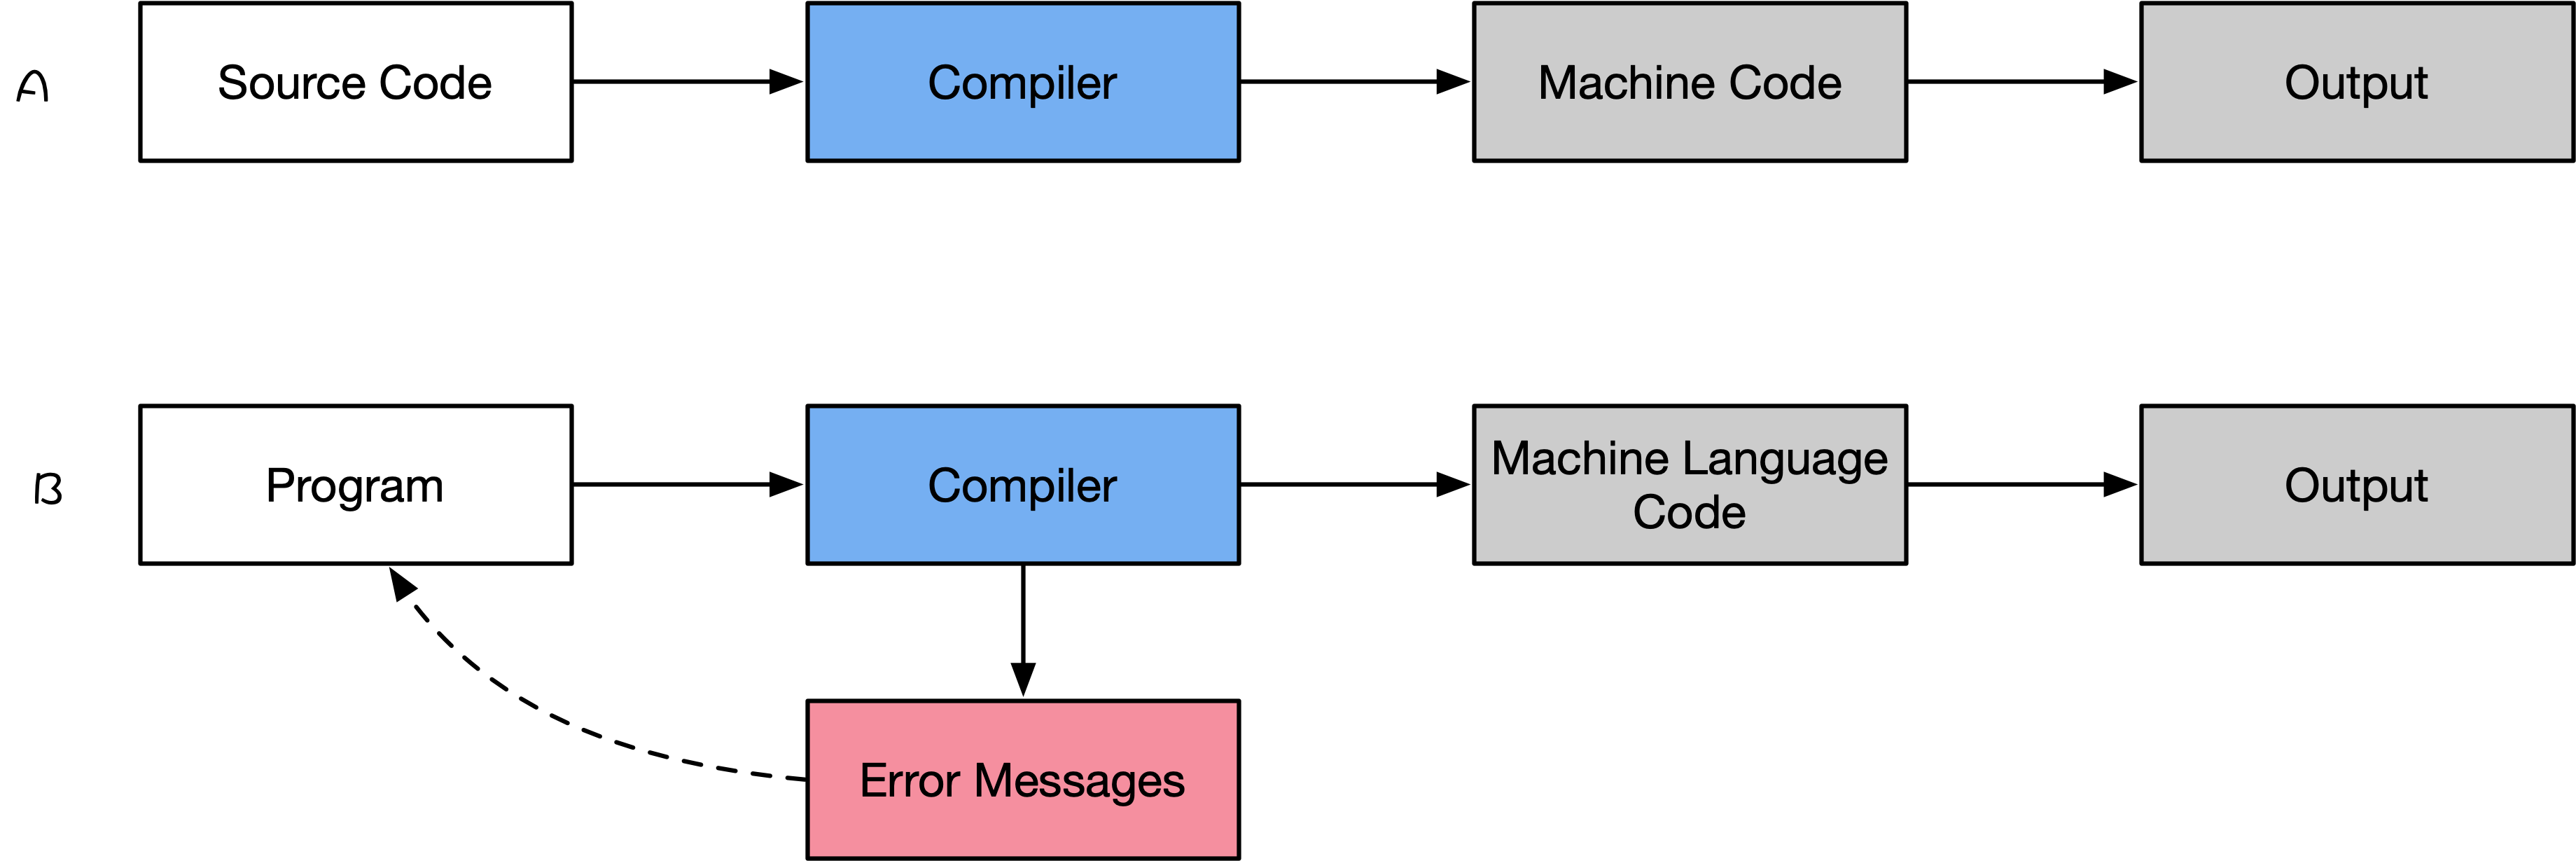 A
Source Code
Compiler
Machine Code
Output
B
Program
Compiler
Machine Language
Code
Output
Error Messages